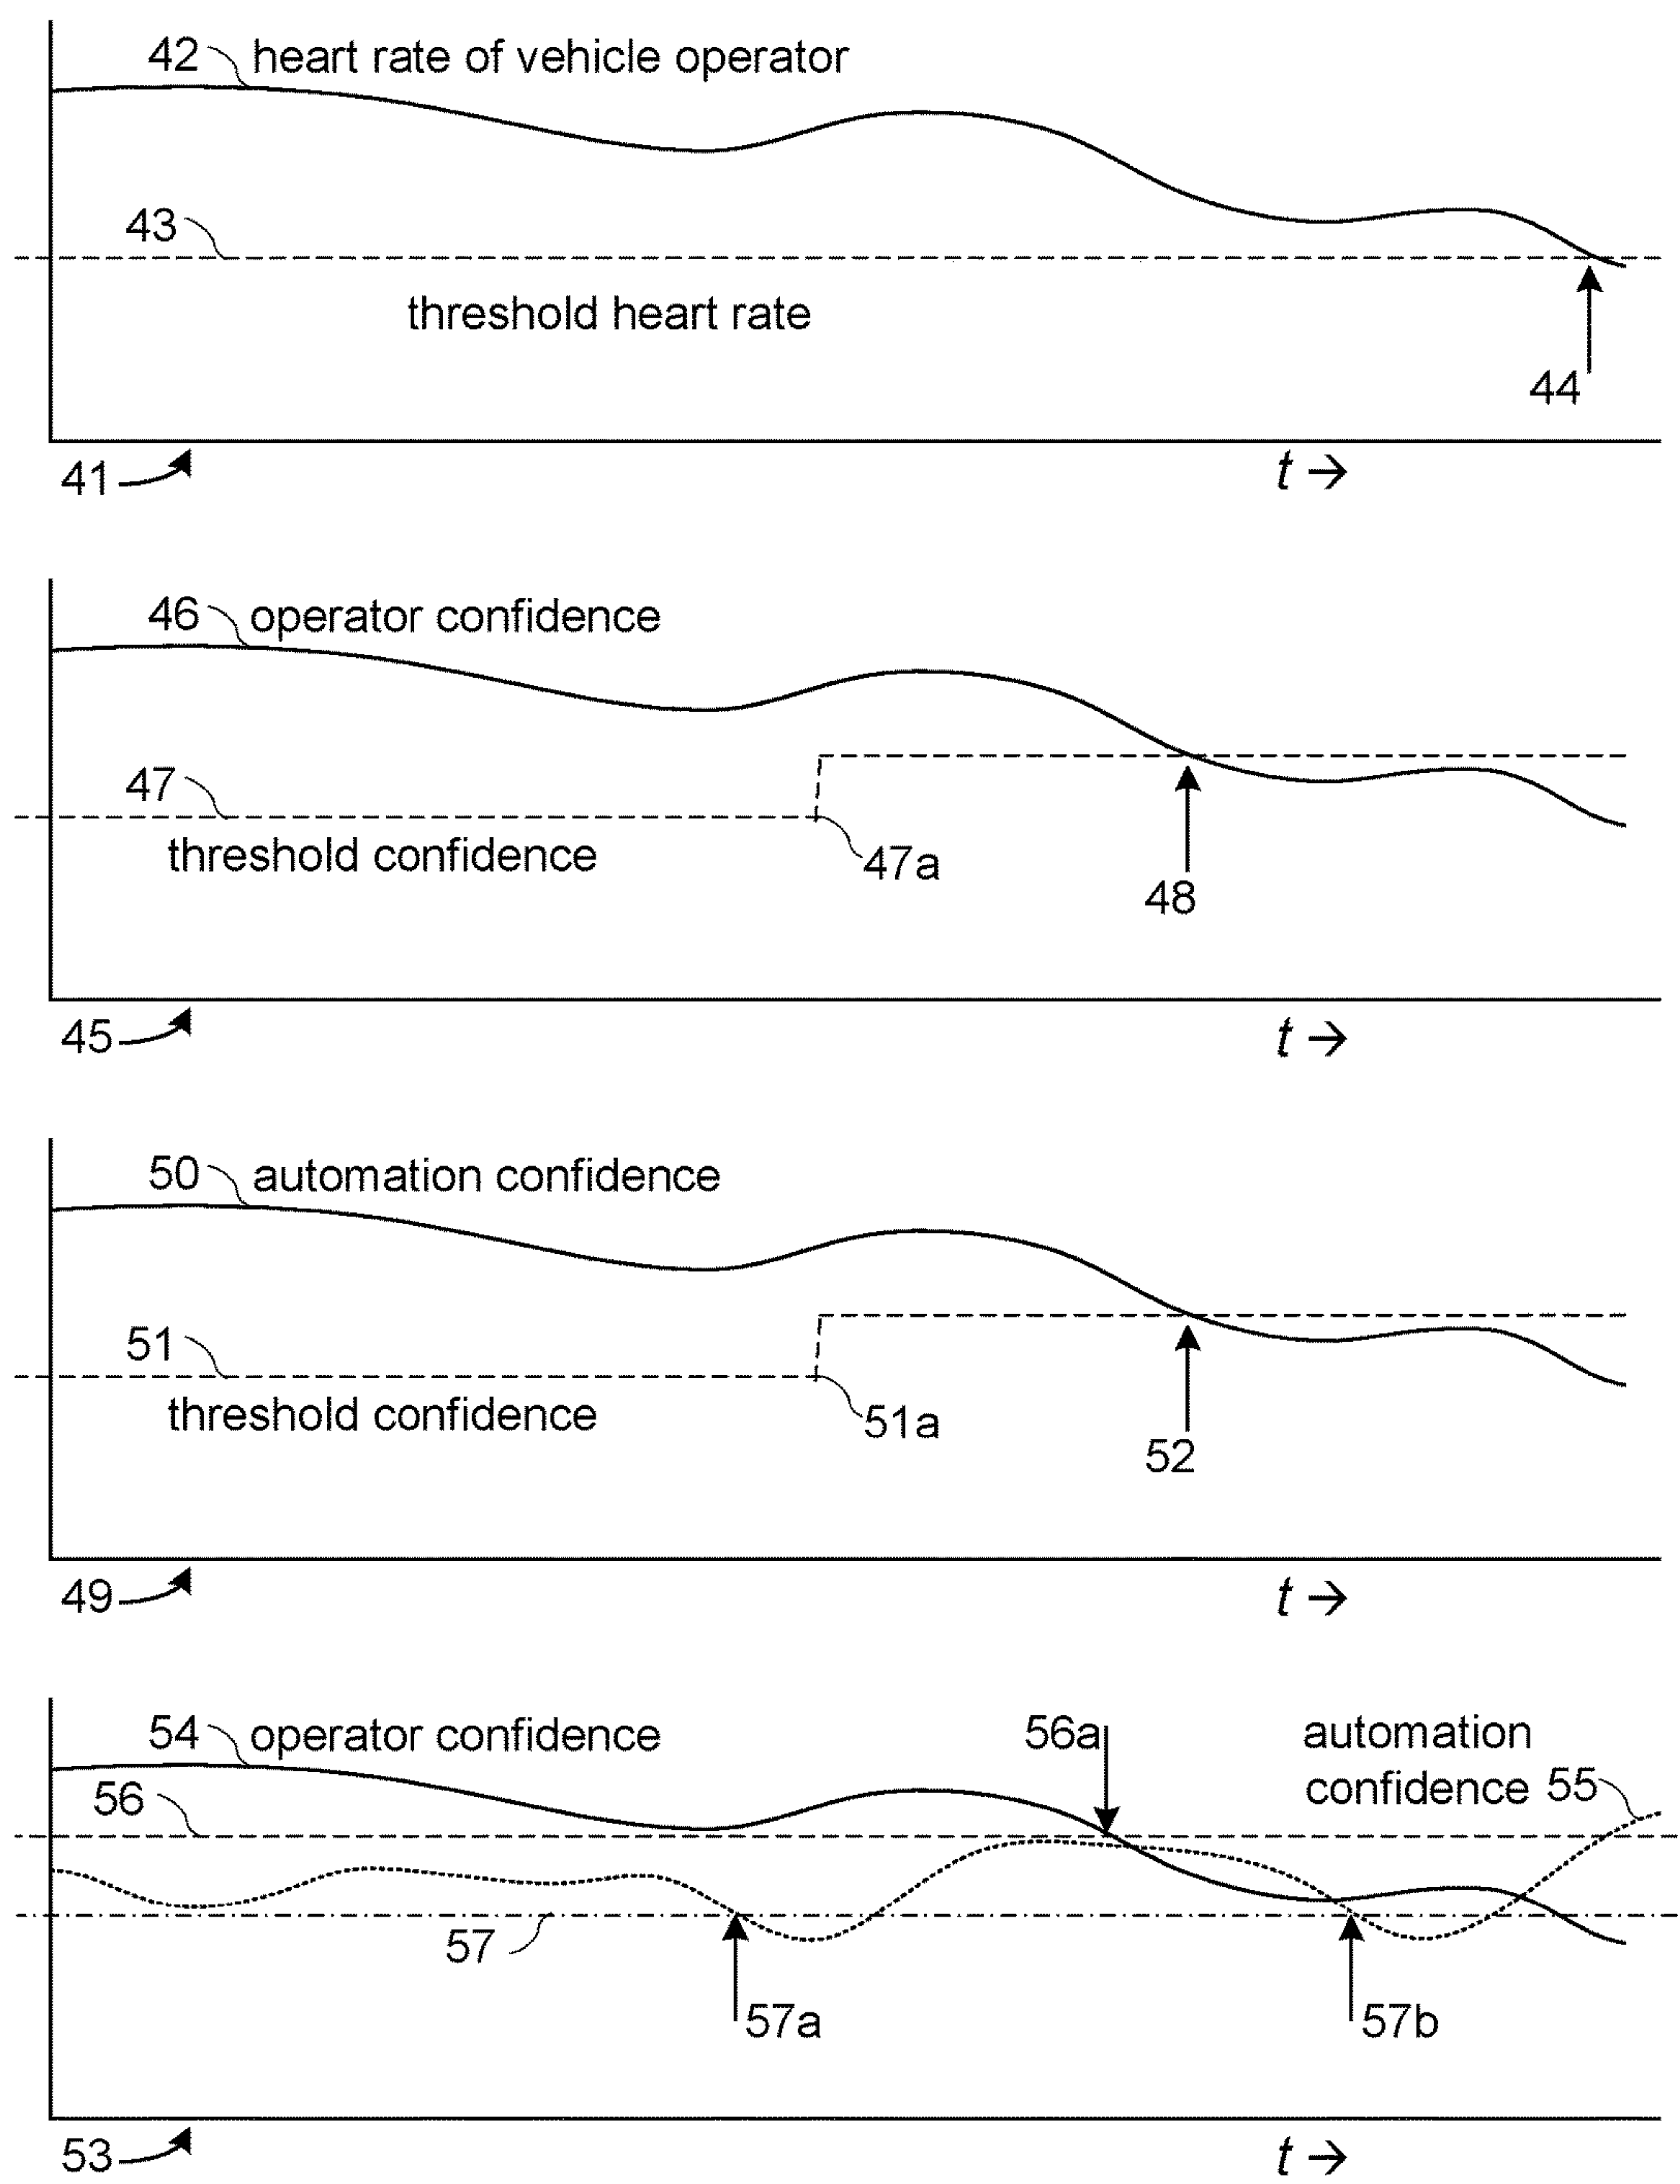 42 heart rate of vehicle operator
43
threshold heart rate
44
41
t →
46 operator confidence
47
threshold confidence
47a
48
45
t →
50 automation confidence
51
threshold confidence
51a
52
49
t →
54 operator confidence
56a
automation
confidence 55
56
57
57a
57b
53
t →